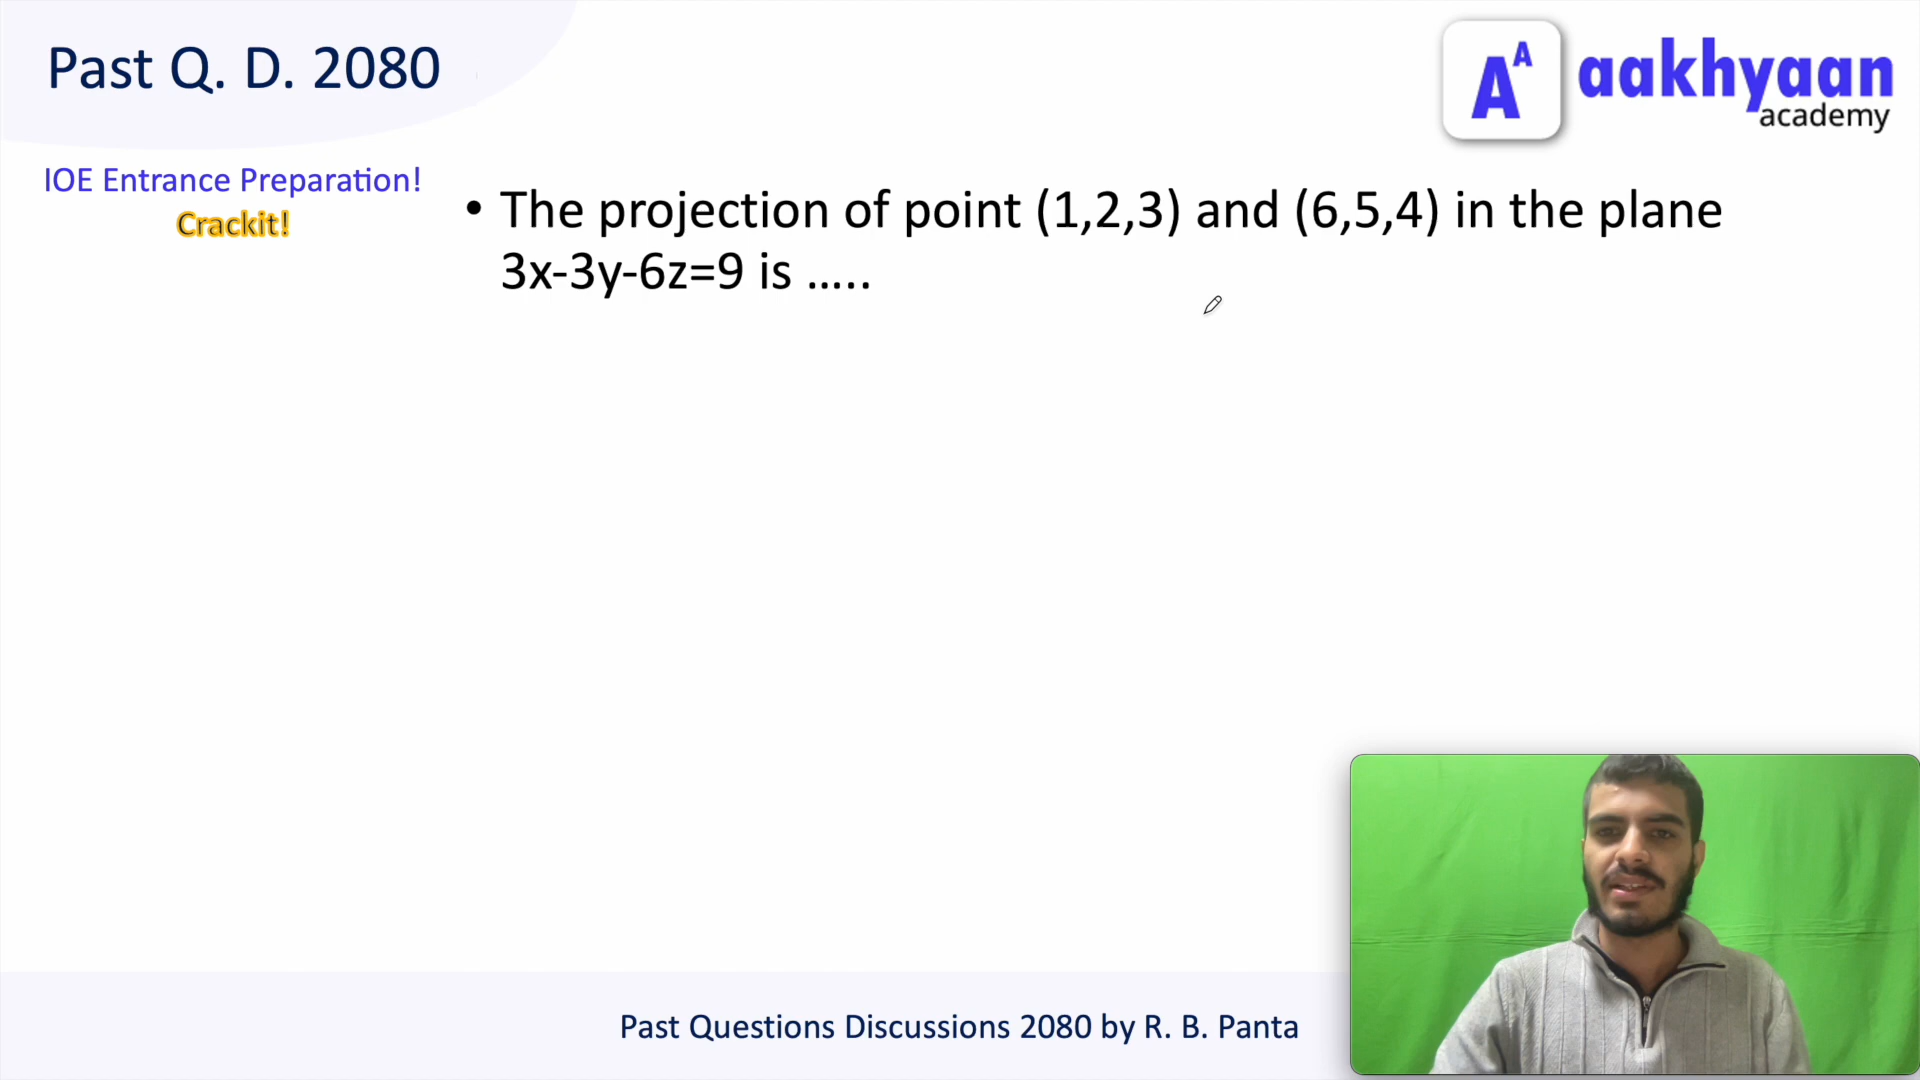 Past Q. D. 2080
AA aakhyaan
academy
IOE Entrance Preparation!
Crackit!
• The projection of point (1,2,3) and (6,5,4) in the plane
3x-3y-6z=9 is …..
Past Questions Discussions 2080 by R. B. Panta